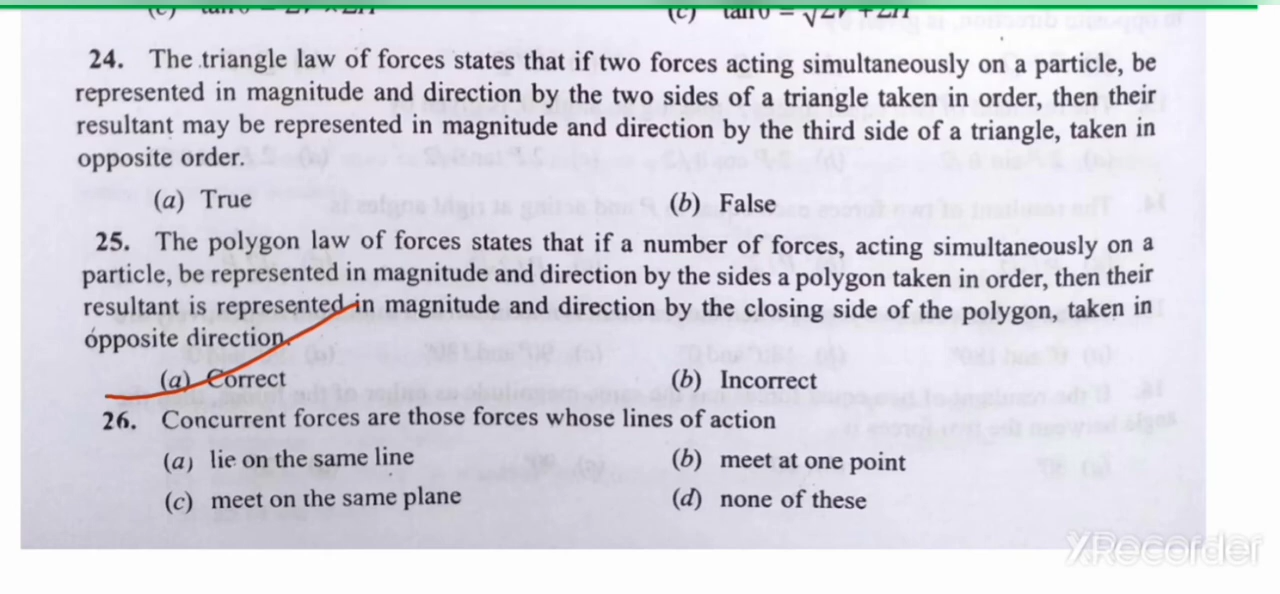 24. The triangle law of forces states that if two forces acting simultaneously on a particle, be
represented in magnitude and direction by the two sides of a triangle taken in order, then their
resultant may be represented in magnitude and direction by the third side of a triangle, taken in
opposite order.
(a) True (b) False
25. The polygon law of forces states that if a number of forces, acting simultaneously on a
particle, be represented in magnitude and direction by the sides a polygon taken in order, then their
resultant is represented in magnitude and direction by the closing side of the polygon, taken in
opposite direction.
(a) Correct (b) Incorrect
26. Concurrent forces are those forces whose lines of action
(a) lie on the same line (b) meet at one point
(c) meet on the same plane (d) none of these
XRecorder